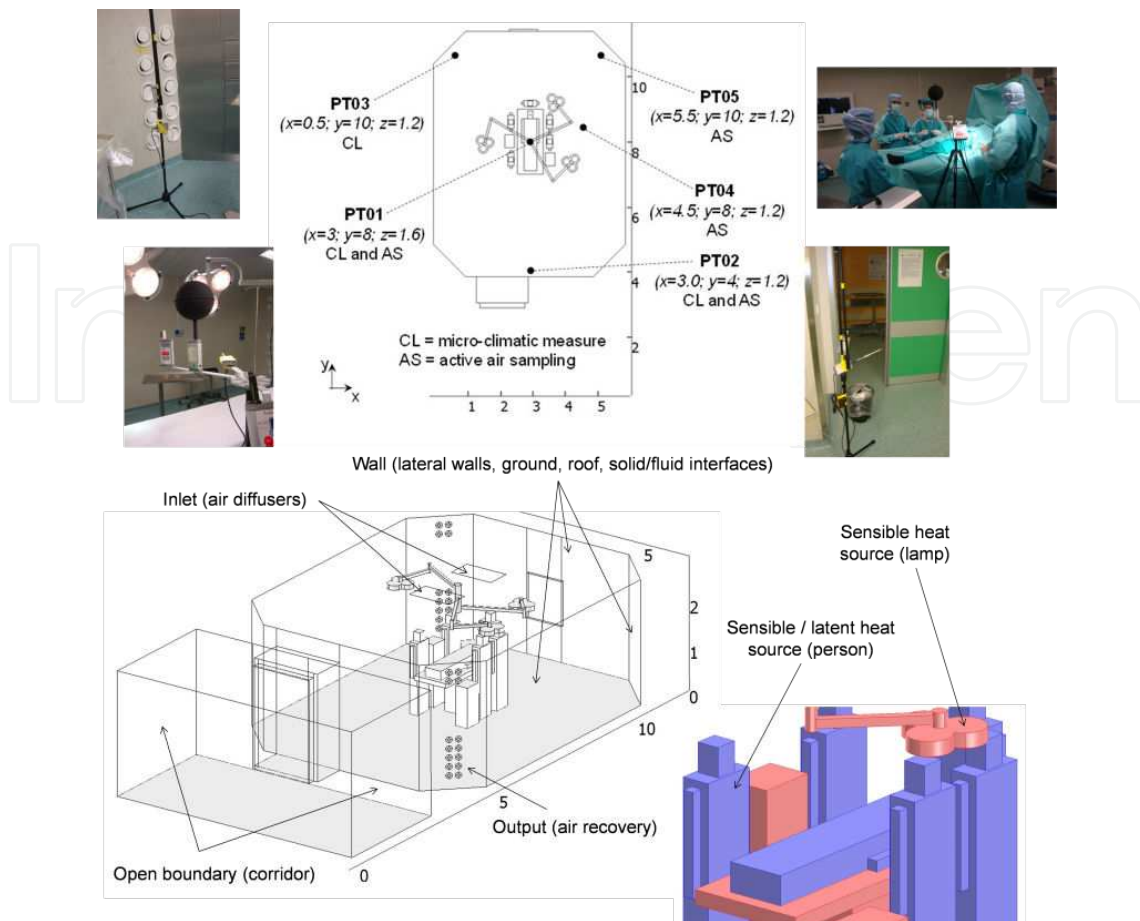 PT03
(x=0.5; y=10; z=1.2)
CL
PT05
(x=5.5; y=10; z=1.2)
AS
PT01
(x=3; y=8; z=1.6)
CL and AS
PT04
(x=4.5; y=8; z=1.2)
AS
PT02
(x=3.0; y=4; z=1.2)
CL and AS
10
8
6
4
2
CL = micro-climatic measure
AS = active air sampling
y
x
1 2 3 4 5
Wall (lateral walls, ground, roof, solid/fluid interfaces)
Inlet (air diffusers)
Sensible heat
source (lamp)
5
2
1
0
Sensible / latent heat
source (person)
10
5
0
Output (air recovery)
Open boundary (corridor)